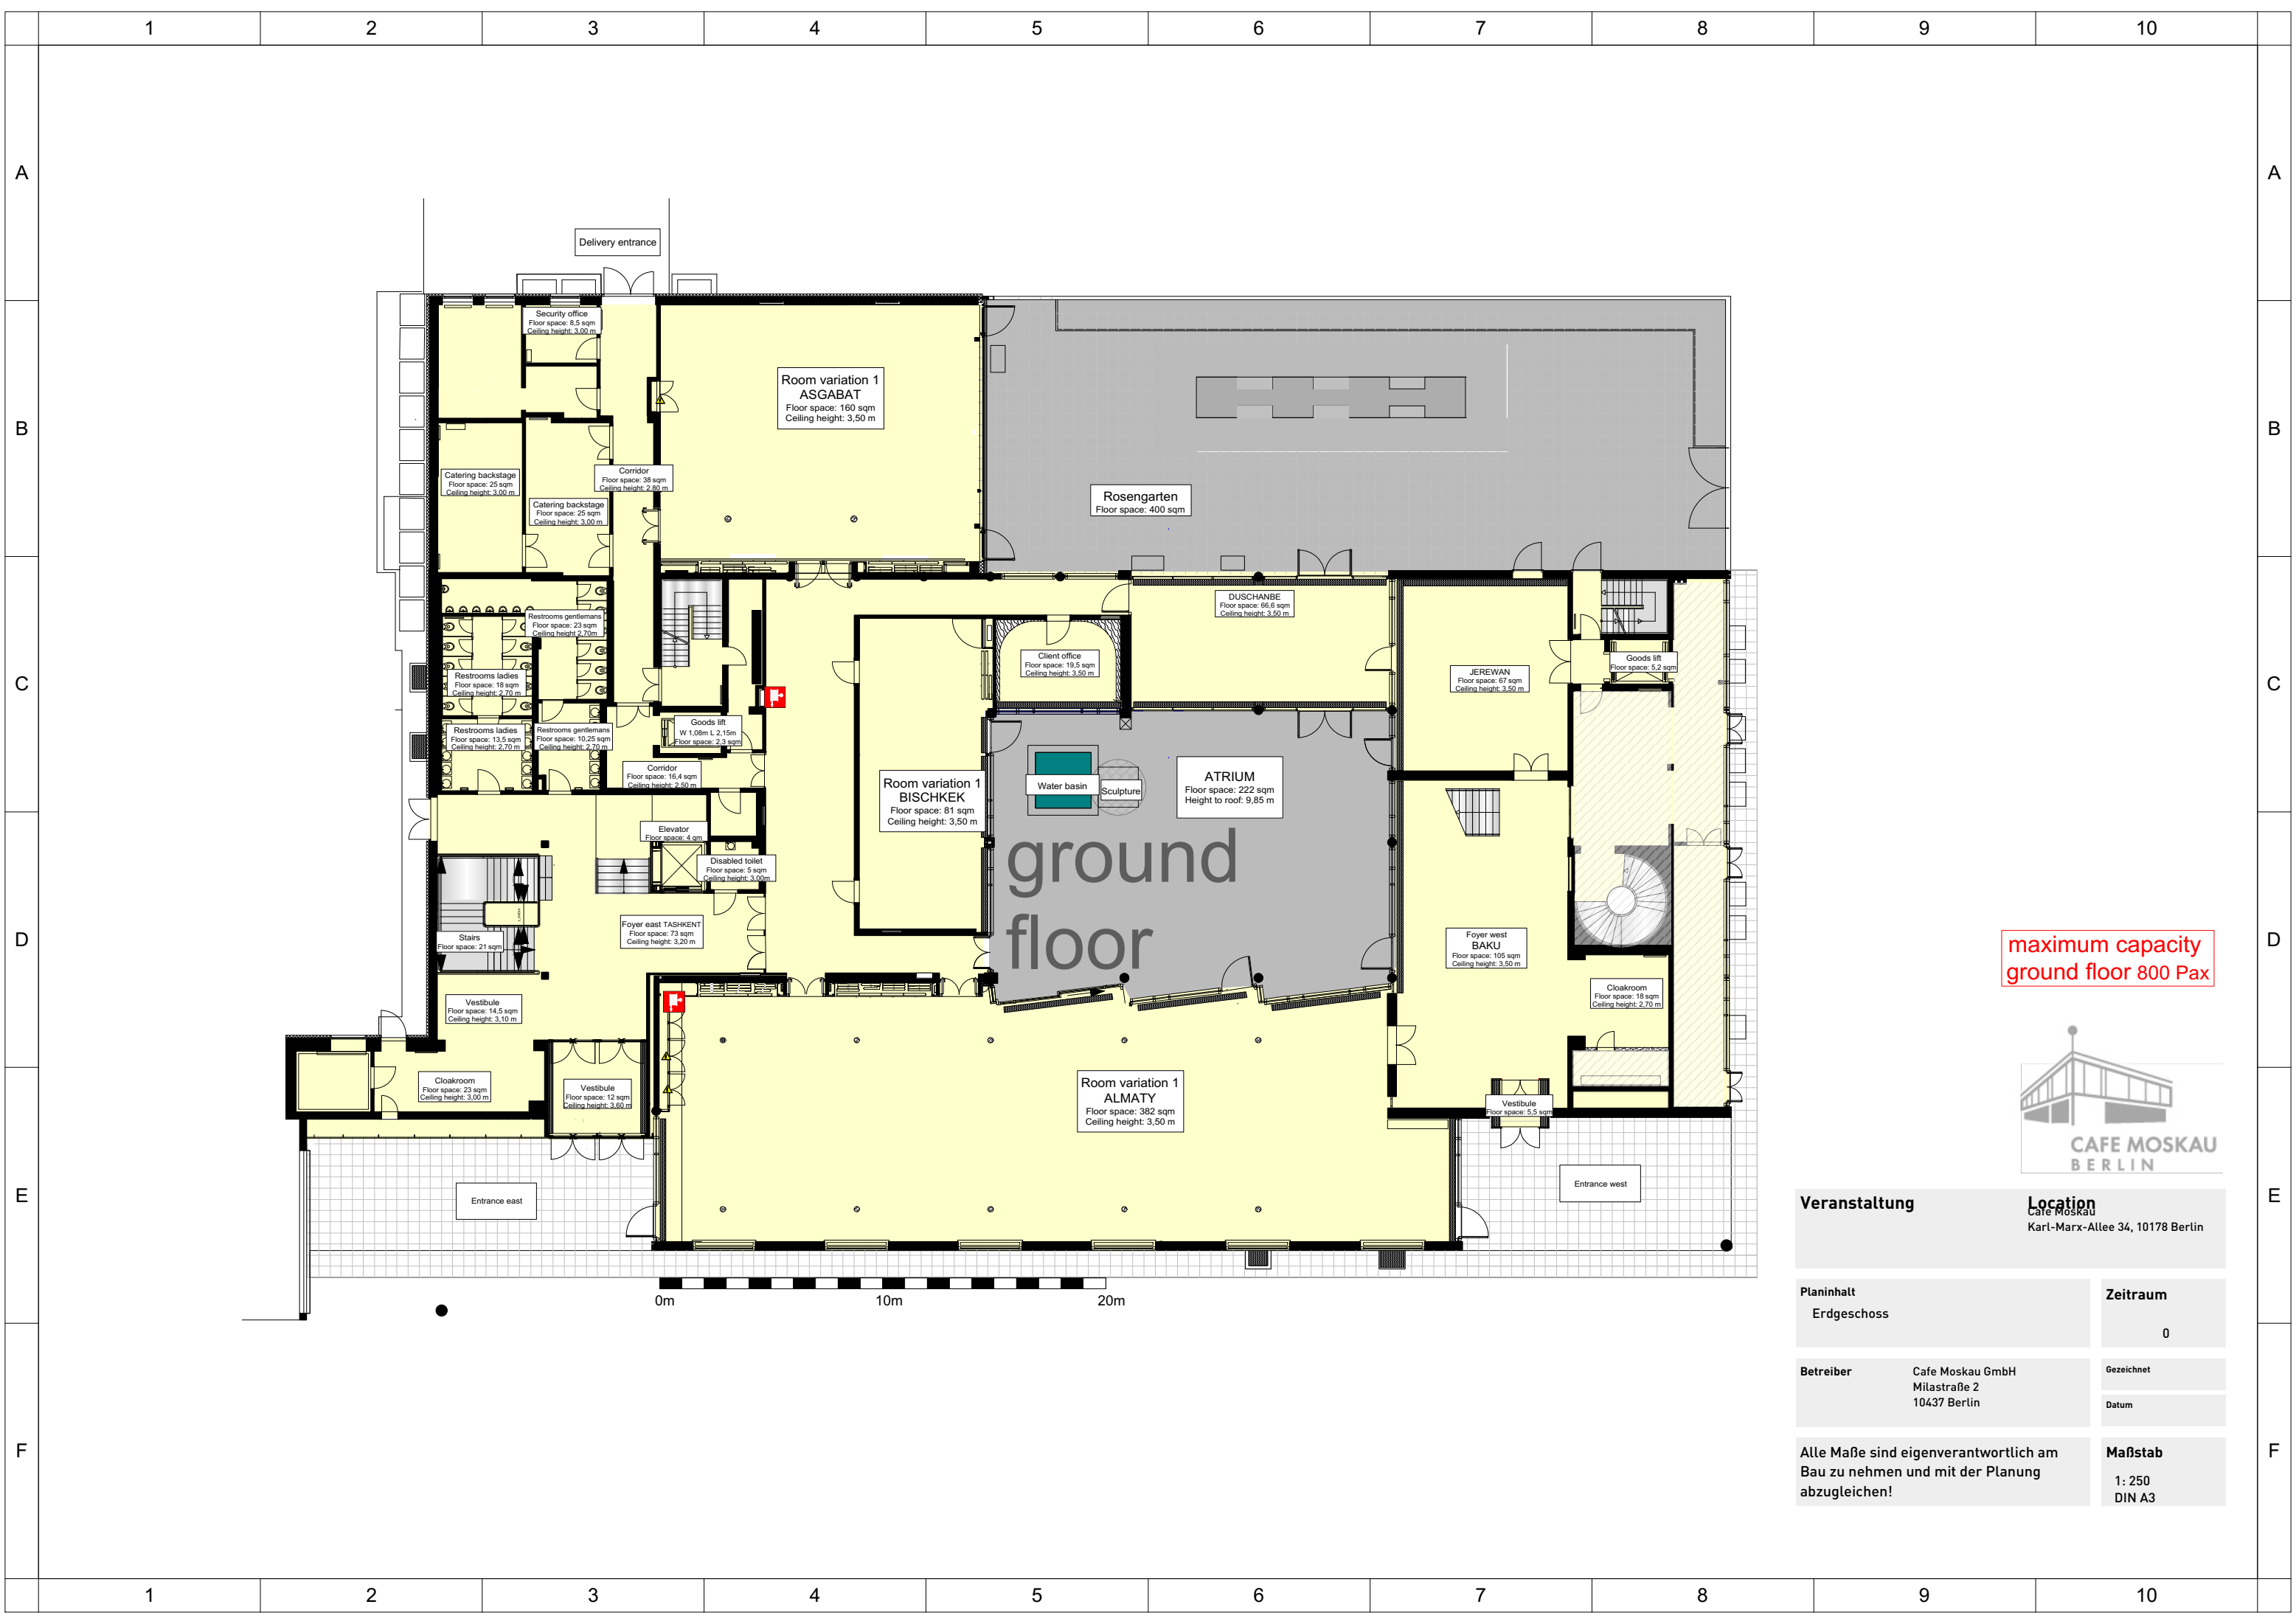 1 2 3 4 5 6 7 8 9 10
A A
Delivery entrance
Security office
Floor space: 8,5 sqm
Ceiling height: 3,00 m
Room variation 1
ASGABAT
Floor space: 160 sqm
Ceiling height: 3,50 m
B B
Corridor
Floor space: 38 sqm
Ceiling height: 2,80 m
Catering backstage
Floor space: 25 sqm
Ceiling height: 3,00 m
Catering backstage
Floor space: 25 sqm
Ceiling height: 3,00 m
Rosengarten
Floor space: 400 sqm
DUSCHANBE
Floor space: 66,6 sqm
Ceiling height: 3,50 m
Restrooms gentlemans
Floor space: 23 sqm
Ceiling height 2,70m
Client office
Floor space: 19,5 sqm
Ceiling height: 3,50 m
Goods lift
Floor space: 5,2 sqm
JEREWAN
Floor space: 67 sqm
Ceiling height: 3,50 m
Restrooms ladies
Floor space: 18 sqm
Ceiling height: 2,70 m
C C
Goods lift
W 1,08m L 2,15m
Floor space: 2,3 sqm
Restrooms ladies
Floor space: 13,5 sqm
Ceiling height: 2,70 m
Restrooms gentlemans
Floor space: 10,25 sqm
Ceiling height: 2,70 m
Corridor
Floor space: 16,4 sqm
Ceiling height: 2,50 m
Room variation 1
BISCHKEK
Floor space: 81 sqm
Ceiling height: 3,50 m
Water basin
Sculpture
ATRIUM
Floor space: 222 sqm
Height to roof: 9,85 m
ground
floor
Elevator
Floor space: 4 qm
Disabled toilet
Floor space: 5 sqm
Ceiling height: 3,00m
Foyer east TASHKENT
Floor space: 73 sqm
Ceiling height: 3,20 m
Stairs
Floor space: 21 sqm
Foyer west
BAKU
Floor space: 105 sqm
Ceiling height: 3,50 m
D D
maximum capacity
ground floor 800 Pax
Cloakroom
Floor space: 18 sqm
Ceiling height: 2,70 m
Vestibule
Floor space: 14,5 sqm
Ceiling height: 3,10 m
Cloakroom
Floor space: 23 sqm
Ceiling height: 3,00 m
Vestibule
Floor space: 12 sqm
Ceiling height: 3,60 m
Room variation 1
ALMATY
Floor space: 382 sqm
Ceiling height: 3,50 m
Vestibule
Floor space: 5,5 sqm
CAFE MOSKAU
BERLIN
Entrance east
Entrance west
E E
0m 10m 20m
Veranstaltung
Location
Cafe Moskau
Karl-Marx-Allee 34, 10178 Berlin
Planinhalt
Erdgeschoss
Zeitraum
0
Betreiber
Cafe Moskau GmbH
Milastraße 2
10437 Berlin
Gezeichnet
Datum
F F
Alle Maße sind eigenverantwortlich am
Bau zu nehmen und mit der Planung
abzugleichen!
Maßstab
1: 250
DIN A3
1 2 3 4 5 6 7 8 9 10